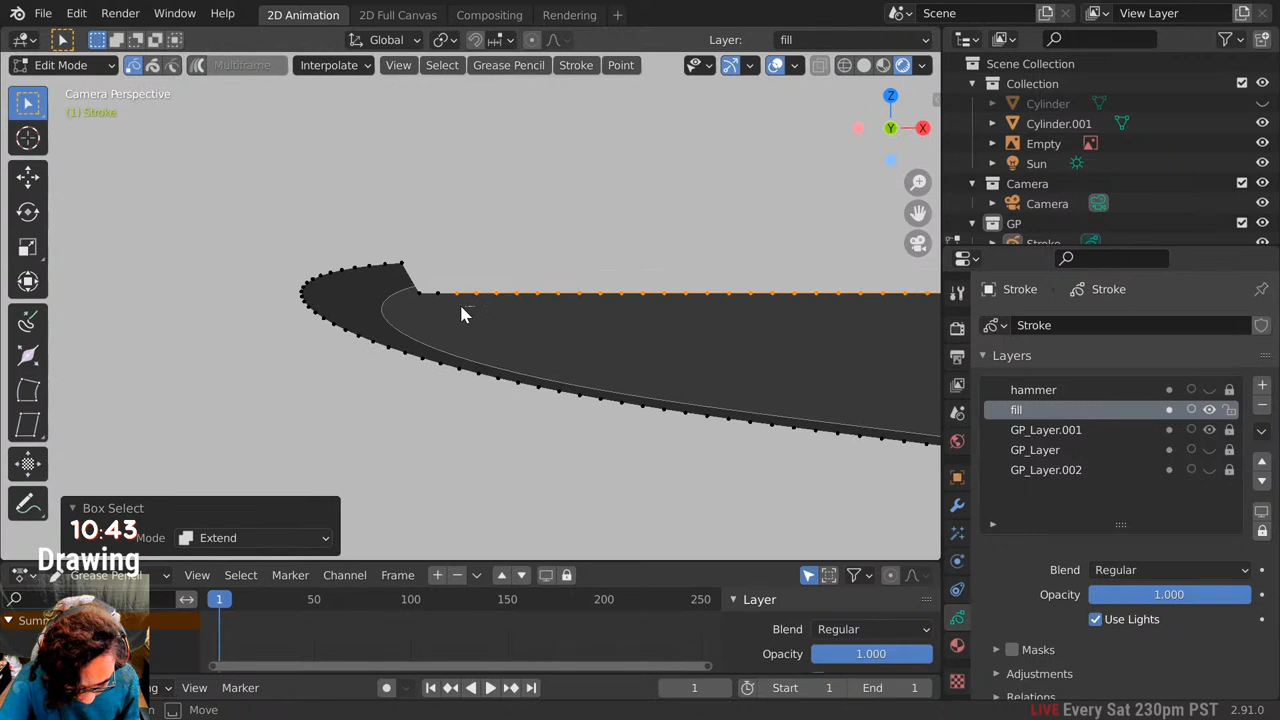 File Edit Render Window Help 2D Animation 2D Full Canvas Compositing Rendering + Scene View Layer
Global Layer: fill
Edit Mode Multiframe Interpolate View Select Grease Pencil Stroke Point
Camera Perspective
(1) Stroke
Z
Y
X
Scene Collection
Collection
Cylinder
Cylinder.001
Empty
Sun
Camera
Camera
GP
Stroke
Stroke Stroke
Stroke
Layers
hammer
fill
GP_Layer.001
GP_Layer
GP_Layer.002
Blend Regular
Opacity 1.000
Use Lights
Masks
Adjustments
Relations
Box Select
Mode Extend
10:43
Drawing
Grease Pencil View Select Marker Channel Frame
1 50 100 150 200 250
Summ
Layer
Blend Regular
Opacity 1.000
View Marker 1 Start 1 End 1
Move
LIVE Every Sat 230pm PST 2.91.0